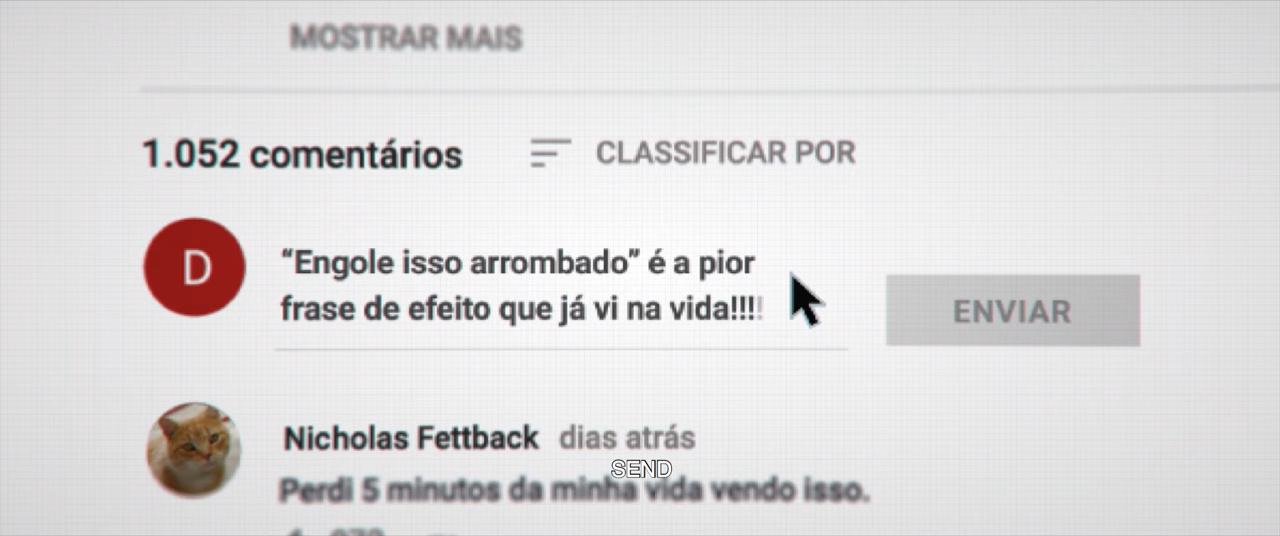 MOSTRAR MAIS
1.052 comentários CLASSIFICAR POR
D
“Engole isso arrombado” é a pior
frase de efeito que já vi na vida!!!!
ENVIAR
Nicholas Fettback dias atrás
SEND
Perdi 5 minutos da minha vida vendo isso.